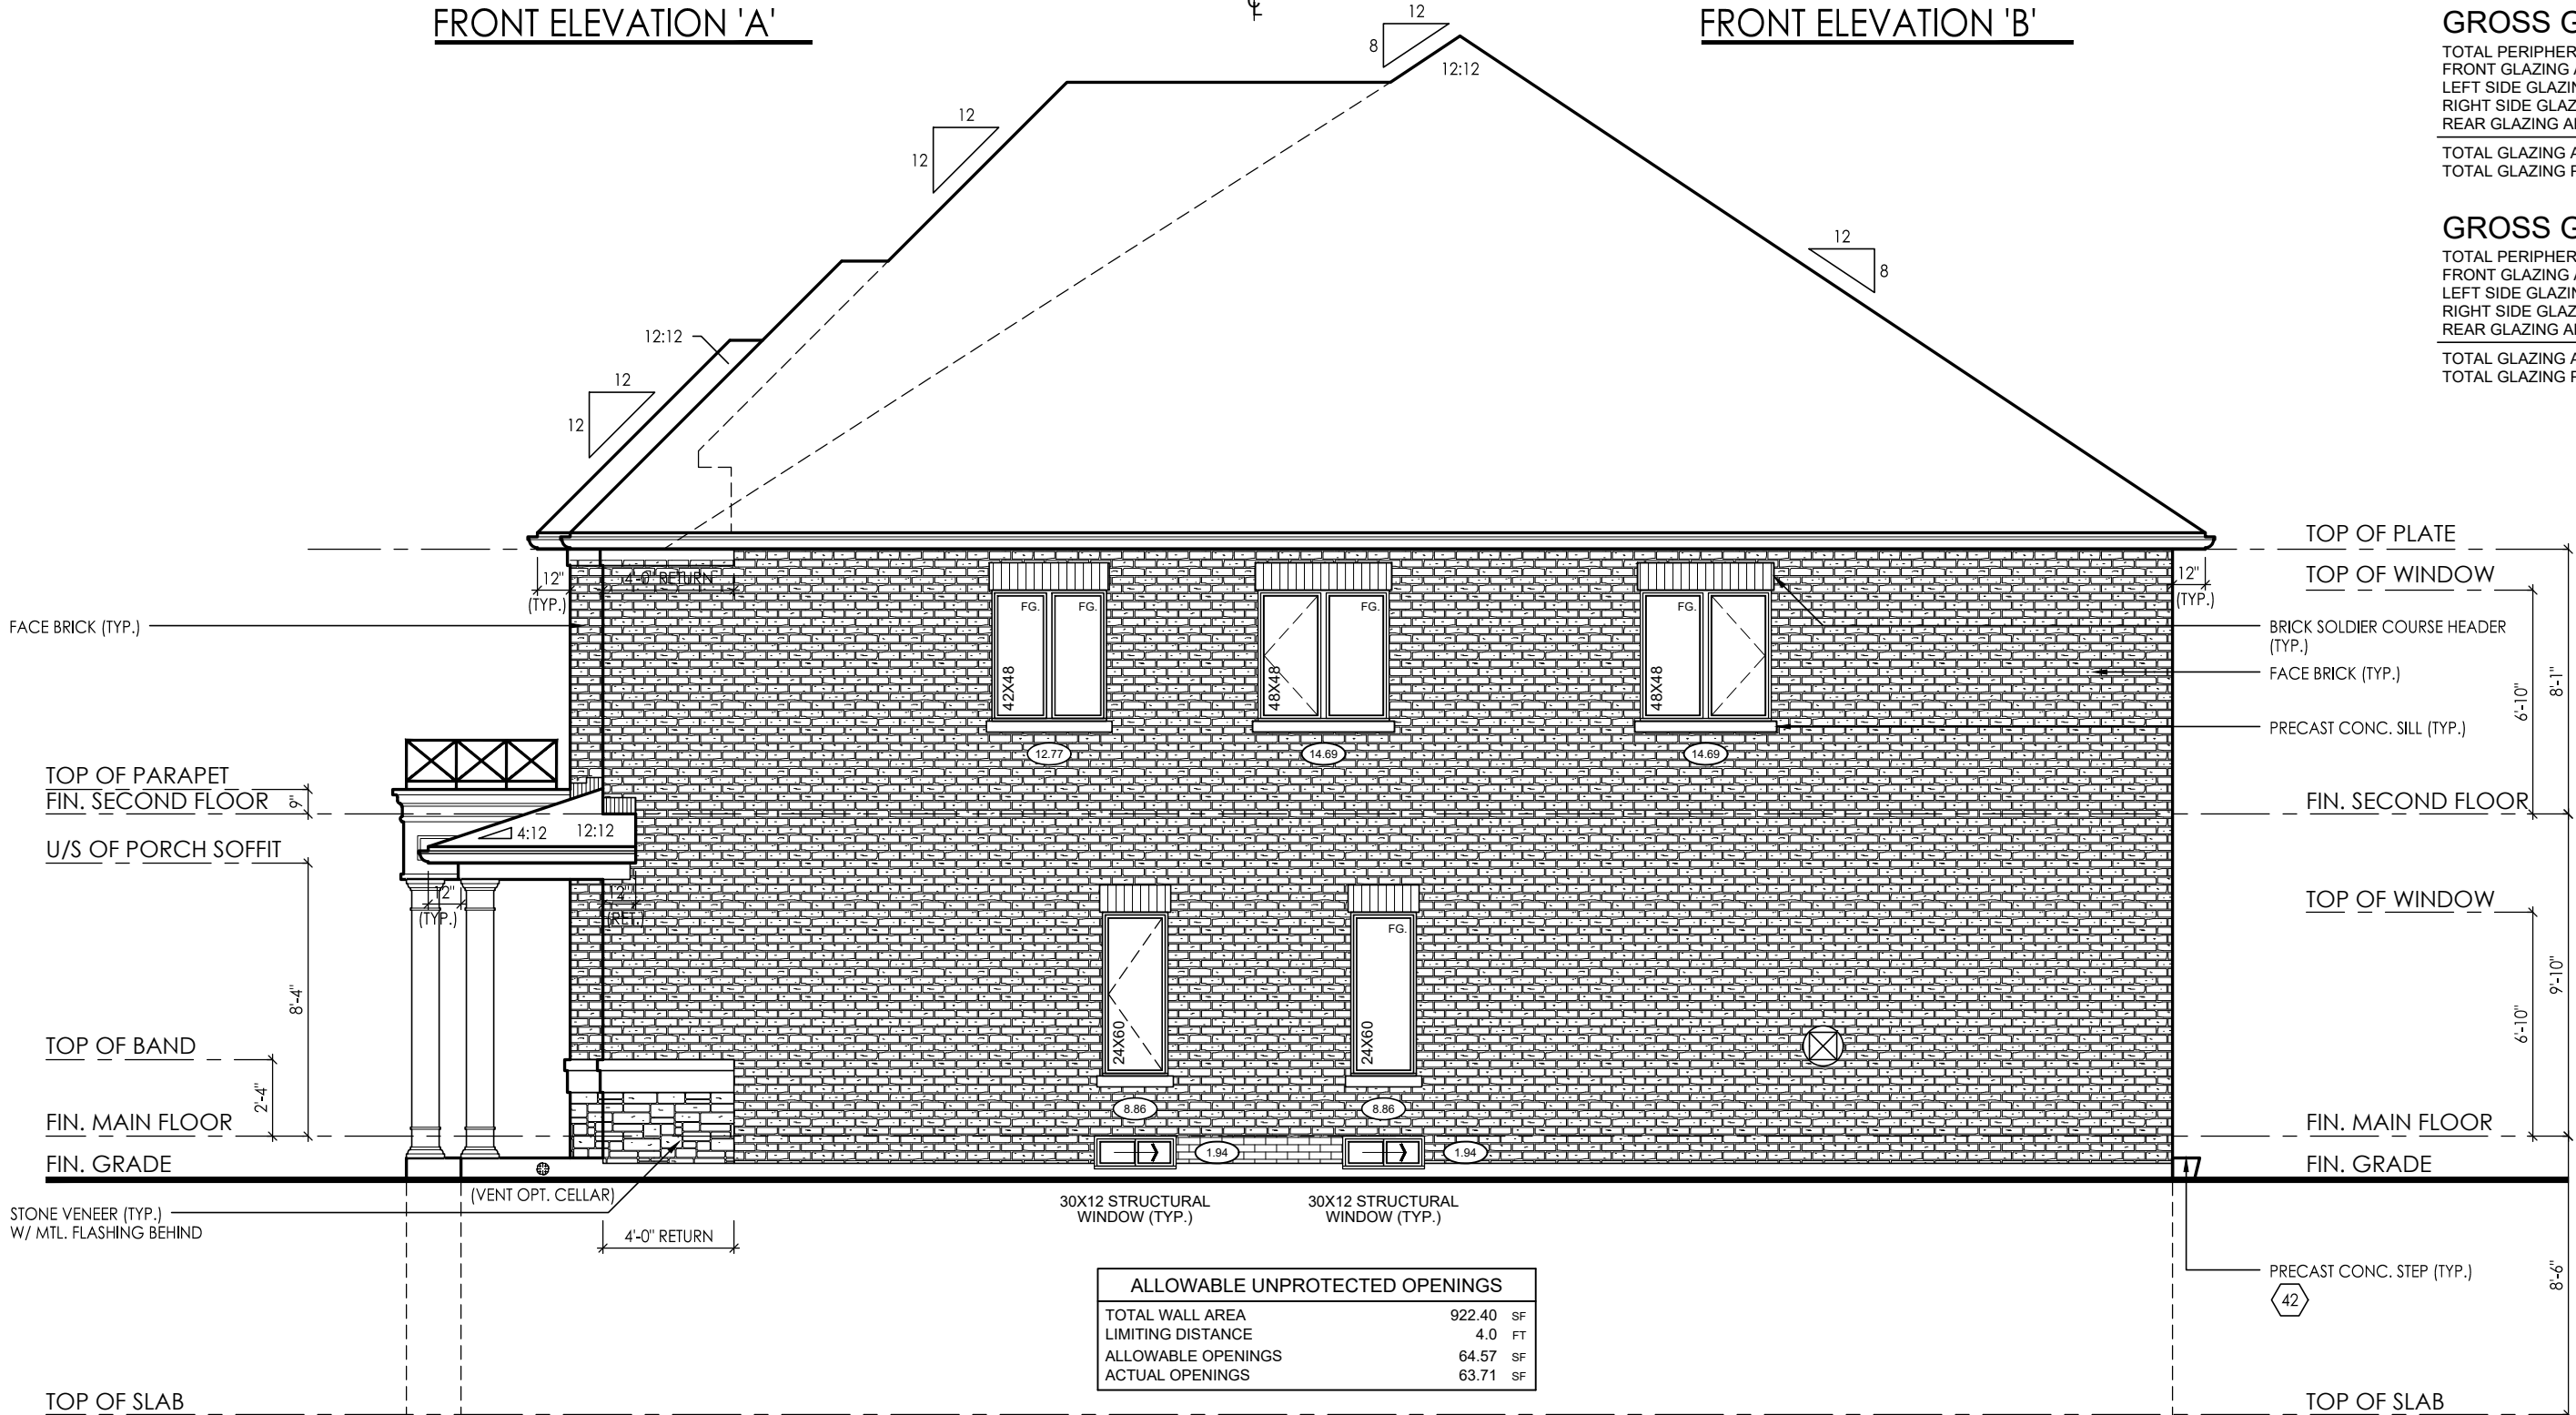 FRONT ELEVATION 'A'
FRONT ELEVATION 'B'
GROSS G
TOTAL PERIPHER
FRONT GLAZING
LEFT SIDE GLAZIN
RIGHT SIDE GLAZ
REAR GLAZING A
TOTAL GLAZING
TOTAL GLAZING
GROSS G
TOTAL PERIPHER
FRONT GLAZING
LEFT SIDE GLAZIN
RIGHT SIDE GLAZ
REAR GLAZING A
TOTAL GLAZING
TOTAL GLAZING
12
8
12:12
12
12
12
8
12:12
12
12
TOP OF PLATE
TOP OF WINDOW
12"
(TYP.)
4'-0" RETURN
12"
(TYP.)
FG.
FG.
FG.
FG.
FACE BRICK (TYP.)
BRICK SOLDIER COURSE HEADER
(TYP.)
FACE BRICK (TYP.)
42X48
48X48
48X48
6'-10"
8'-1"
PRECAST CONC. SILL (TYP.)
12.77
14.69
14.69
TOP OF PARAPET
FIN. SECOND FLOOR
9"
FIN. SECOND FLOOR
4:12
12:12
U/S OF PORCH SOFFIT
12"
(TYP.)
12"
(RET.)
TOP OF WINDOW
FG.
8'-4"
9'-10"
6'-10"
24X60
24X60
TOP OF BAND
2'-4"
8.86
8.86
FIN. MAIN FLOOR
FIN. MAIN FLOOR
1.94
1.94
FIN. GRADE
FIN. GRADE
(VENT OPT. CELLAR)
STONE VENEER (TYP.)
W/ MTL. FLASHING BEHIND
4'-0" RETURN
30X12 STRUCTURAL
WINDOW (TYP.)
30X12 STRUCTURAL
WINDOW (TYP.)
PRECAST CONC. STEP (TYP.)
42
8'-6"
ALLOWABLE UNPROTECTED OPENINGS
TOTAL WALL AREA 922.40 SF
LIMITING DISTANCE 4.0 FT
ALLOWABLE OPENINGS 64.57 SF
ACTUAL OPENINGS 63.71 SF
TOP OF SLAB
TOP OF SLAB